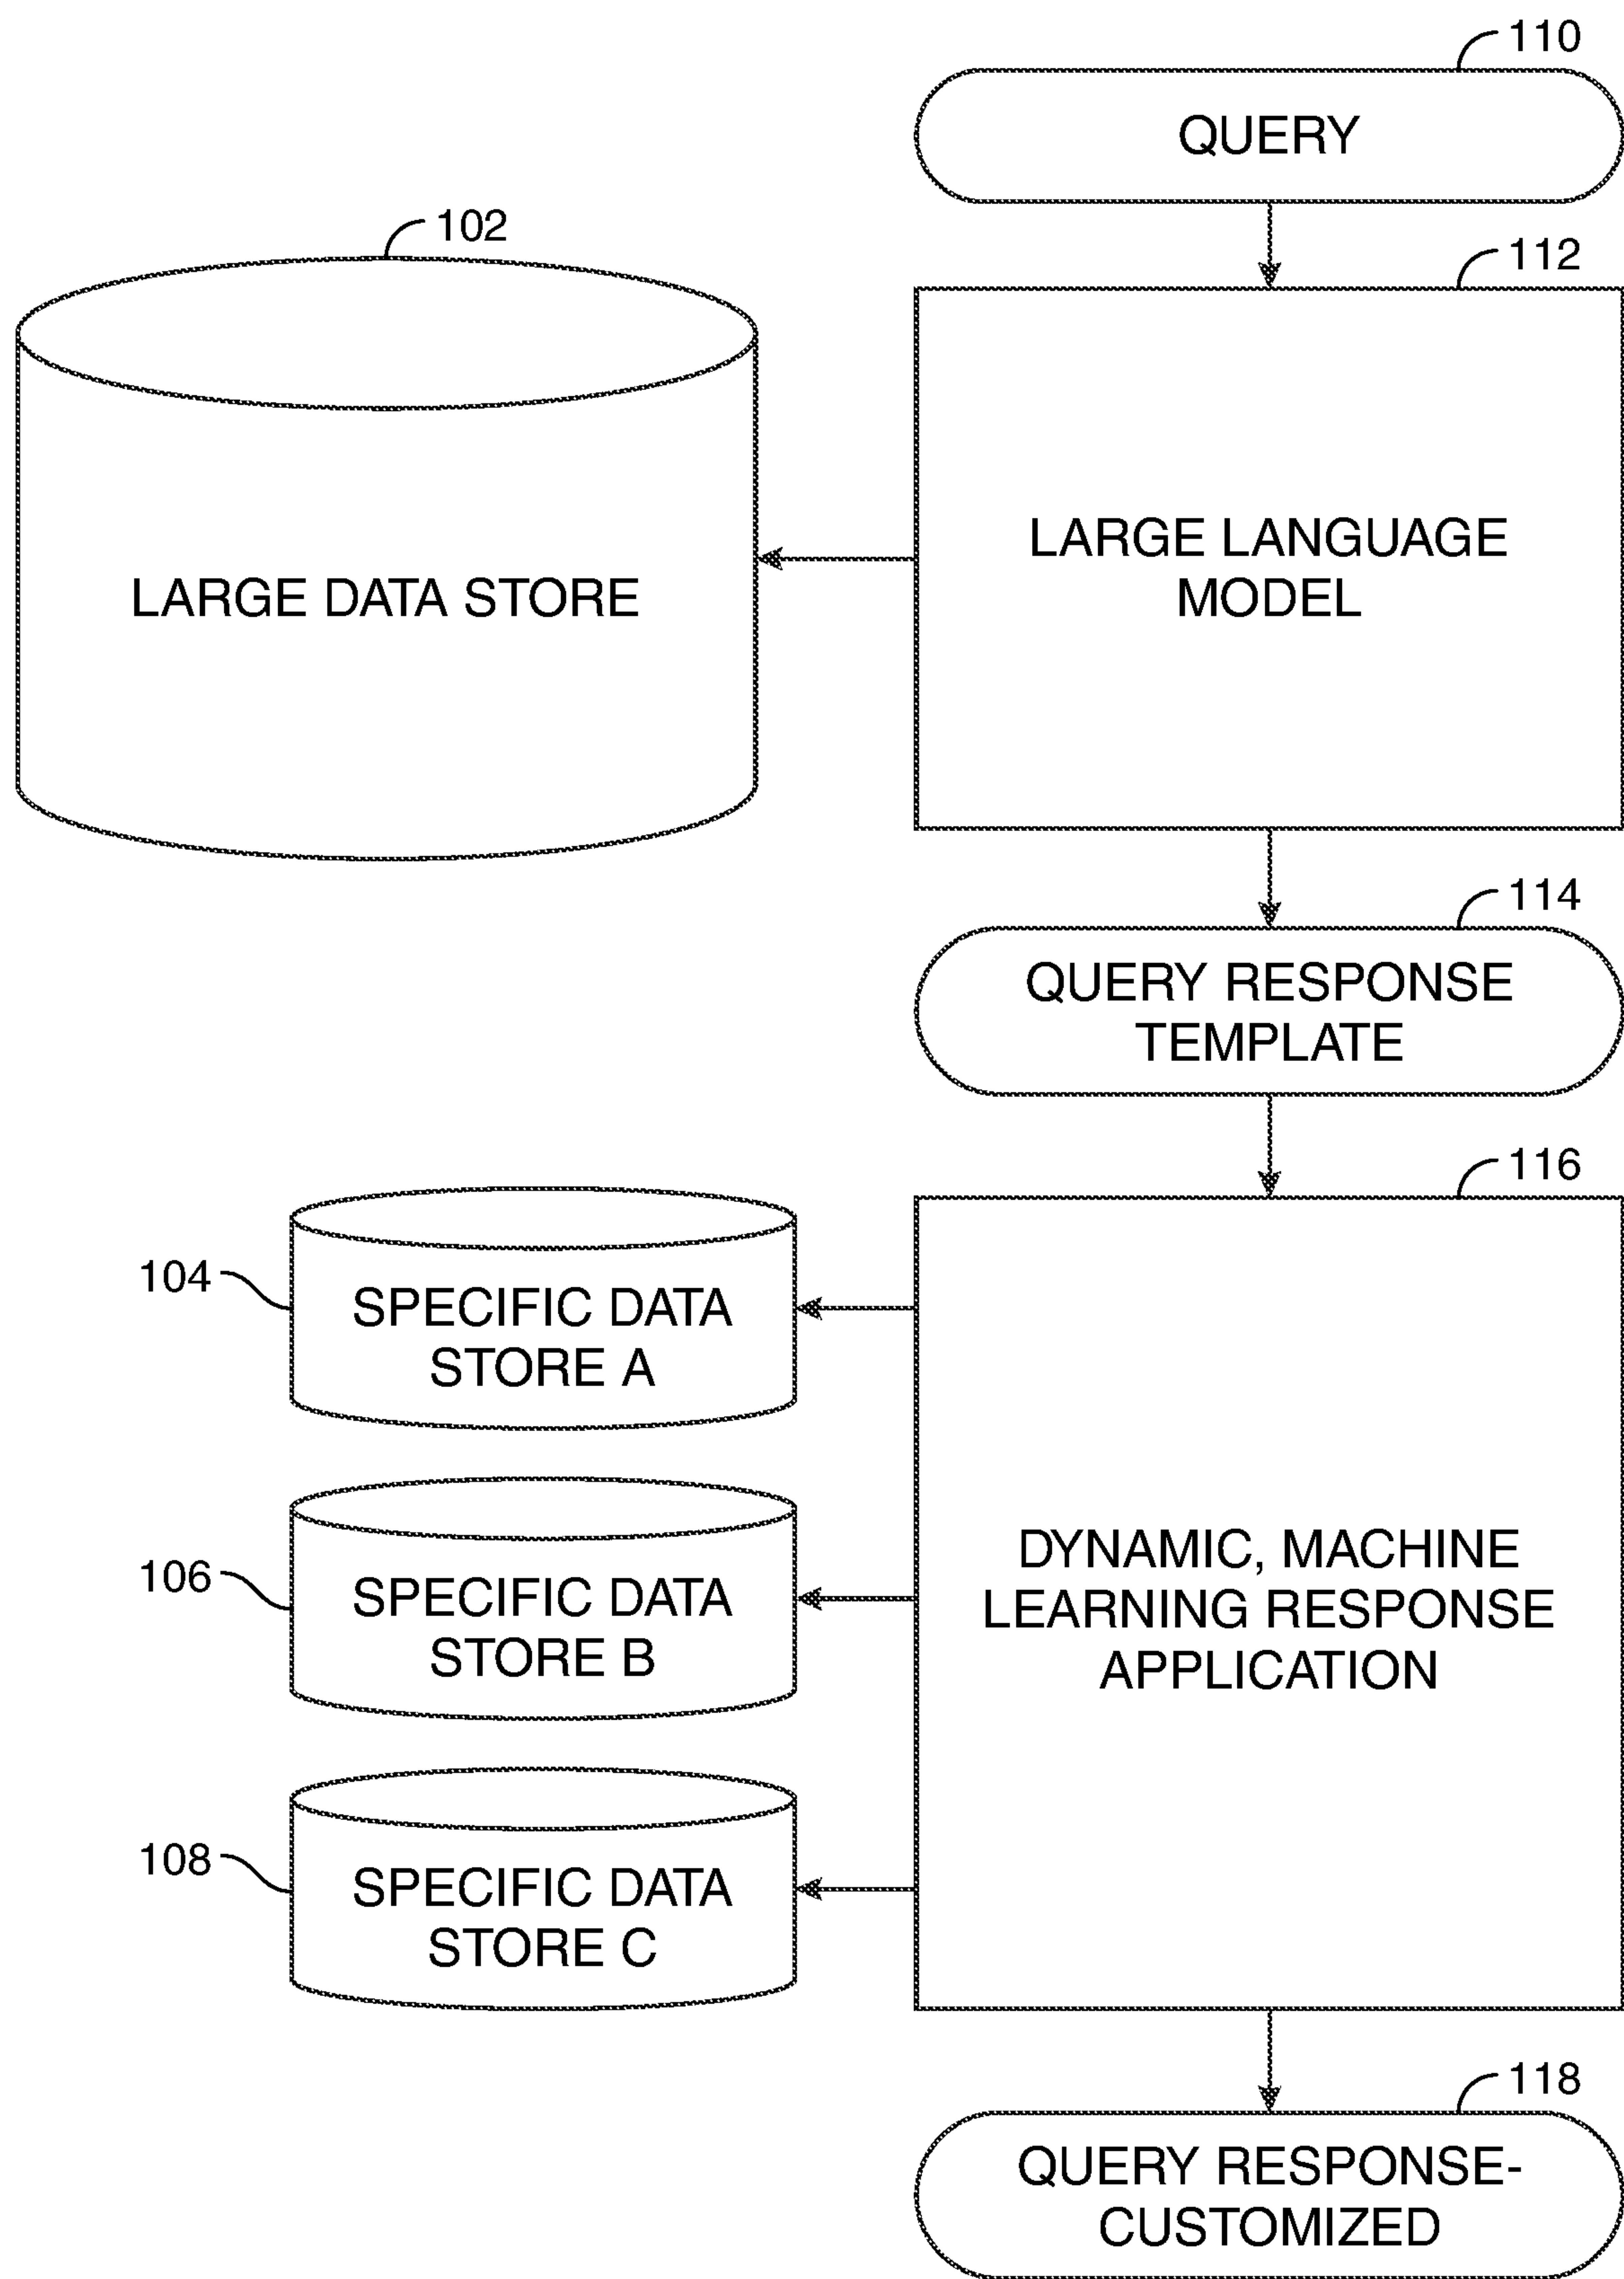 110
QUERY
102
112
LARGE DATA STORE
LARGE LANGUAGE
MODEL
114
QUERY RESPONSE
TEMPLATE
116
104
SPECIFIC DATA
STORE A
106
SPECIFIC DATA
STORE B
DYNAMIC, MACHINE
LEARNING RESPONSE
APPLICATION
108
SPECIFIC DATA
STORE C
118
QUERY RESPONSE-
CUSTOMIZED